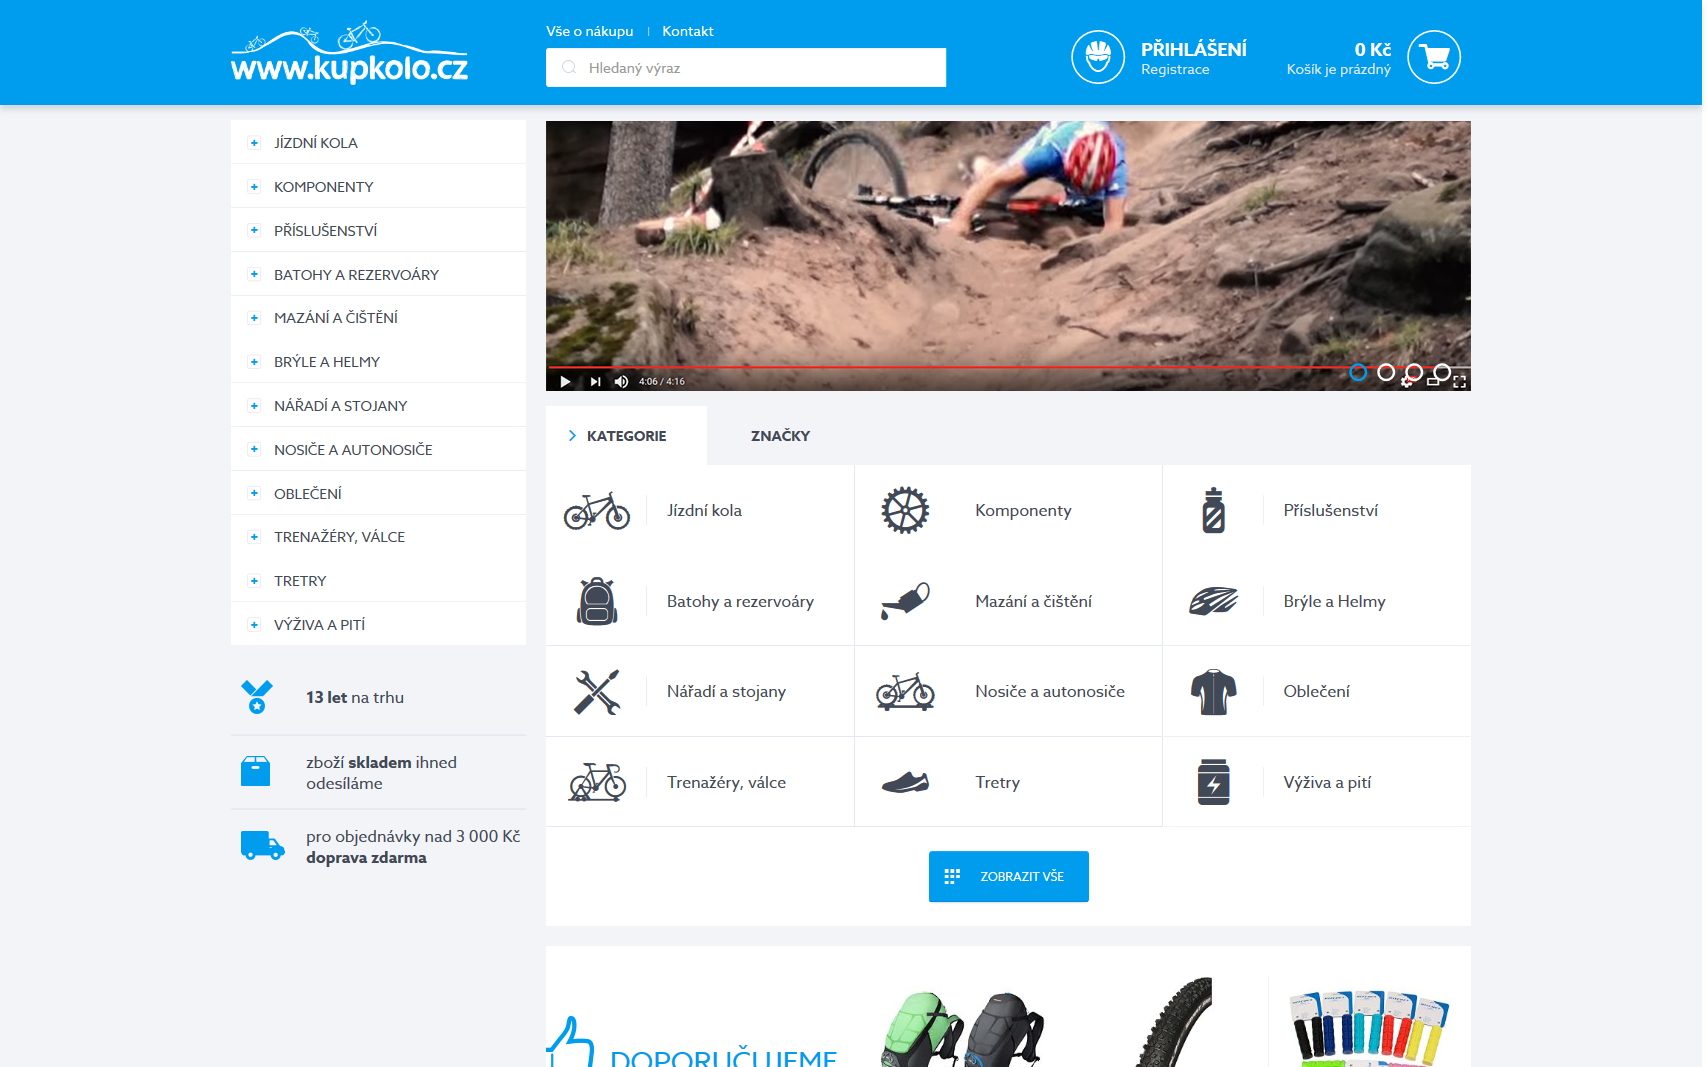 Vše o nákupu
Kontakt
www.kupkolo.cz
Hledaný výraz
PŘIHLÁŠENÍ
Registrace
0 Kč
Košík je prázdný
JÍZDNÍ KOLA
KOMPONENTY
PŘÍSLUŠENSTVÍ
BATOHY A REZERVOÁRY
MAZÁNÍ A ČIŠTĚNÍ
BRÝLE A HELMY
NÁŘADÍ A STOJANY
NOSIČE A AUTONOSIČE
OBLEČENÍ
TRENAŽÉRY, VÁLCE
TRETRY
VÝŽIVA A PITÍ
13 let na trhu
zboží skladem ihned
odesíláme
pro objednávky nad 3 000 Kč
doprava zdarma
4:06 / 4:16
KATEGORIE
ZNAČKY
Jízdní kola
Komponenty
Příslušenství
Batohy a rezervoáry
Mazání a čištění
Brýle a Helmy
Nářadí a stojany
Nosiče a autonosiče
Oblečení
Trenažéry, válce
Tretry
Výživa a pití
ZOBRAZIT VŠE
DOPORUČUJEME